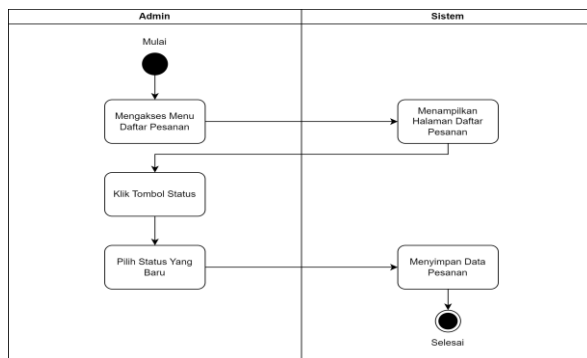 Admin
Sistem
Mulai
Mengakses Menu
Daftar Pesanan
Menampilkan
Halaman Daftar
Pesanan
Klik Tombol Status
Pilih Status Yang
Baru
Menyimpan Data
Pesanan
Selesai